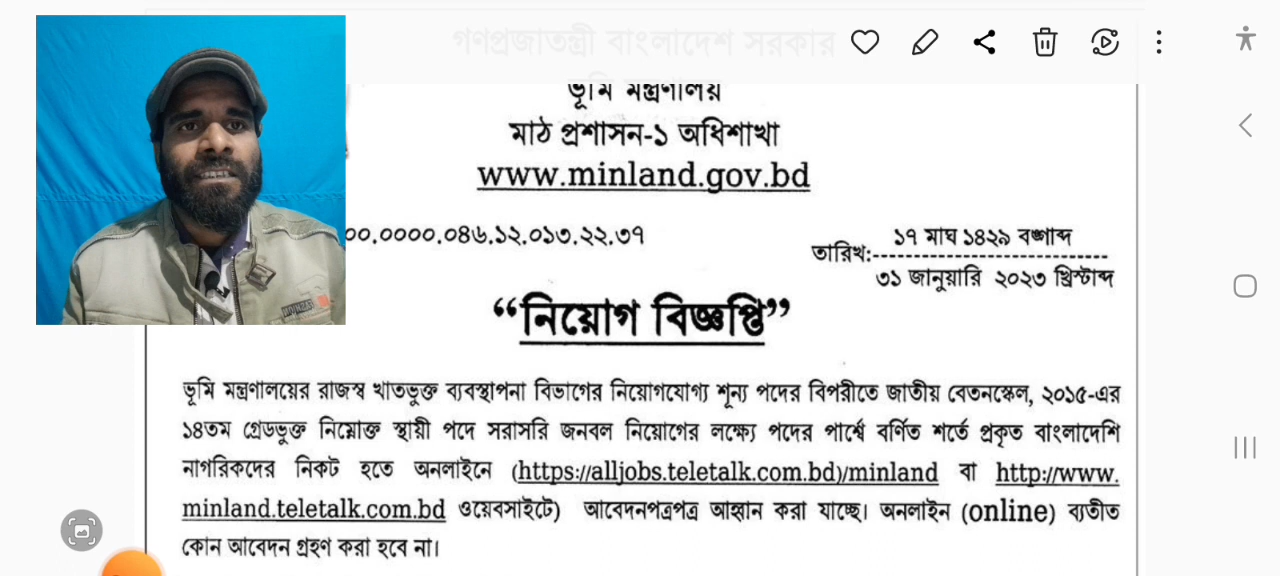 গণপ্রজাতন্ত্রী বাংলাদেশ সরকার
ভূমি মন্ত্রণালয়
মাঠ প্রশাসন-১ অধিশাখা
www.minland.gov.bd
০০.০০০০.০৪৬.১২.০১৩.২২.৩৭
১৭ মাঘ ১৪২৯ বঙ্গাব্দ
তারিখ:------------------------------
৩১ জানুয়ারি ২০২৩ খ্রিস্টাব্দ
“নিয়োগ বিজ্ঞপ্তি”
ভূমি মন্ত্রণালয়ের রাজস্ব খাতভুক্ত ব্যবস্থাপনা বিভাগের নিয়োগযোগ্য শূন্য পদের বিপরীতে জাতীয় বেতনস্কেল, ২০১৫-এর
১৪তম গ্রেডভুক্ত নিম্নোক্ত স্থায়ী পদে সরাসরি জনবল নিয়োগের লক্ষ্যে পদের পার্শ্বে বর্ণিত শর্তে প্রকৃত বাংলাদেশি
নাগরিকদের নিকট হতে অনলাইনে (https://alljobs.teletalk.com.bd)/minland বা http://www.
minland.teletalk.com.bd ওয়েবসাইটে) আবেদনপত্রপত্র আহ্বান করা যাচ্ছে। অনলাইন (online) ব্যতীত
কোন আবেদন গ্রহণ করা হবে না।